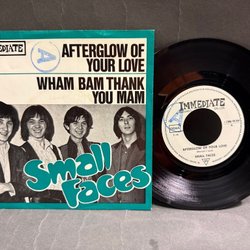 IMMEDIATE
A
AFTERGLOW OF
YOUR LOVE
WHAM BAM THANK
YOU MAM
Small
Faces
IMMEDIATE
AFTERGLOW OF YOUR LOVE
SMALL FACES